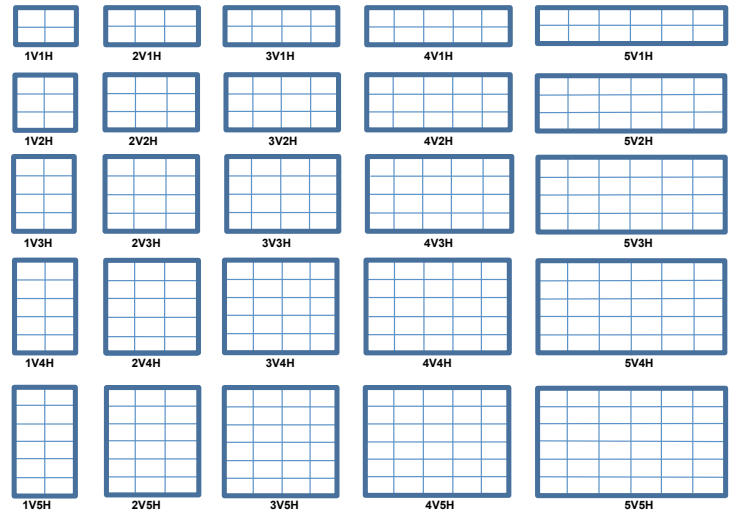 1V1H 2V1H 3V1H 4V1H 5V1H
1V2H 2V2H 3V2H 4V2H 5V2H
1V3H 2V3H 3V3H 4V3H 5V3H
1V4H 2V4H 3V4H 4V4H 5V4H
1V5H 2V5H 3V5H 4V5H 5V5H